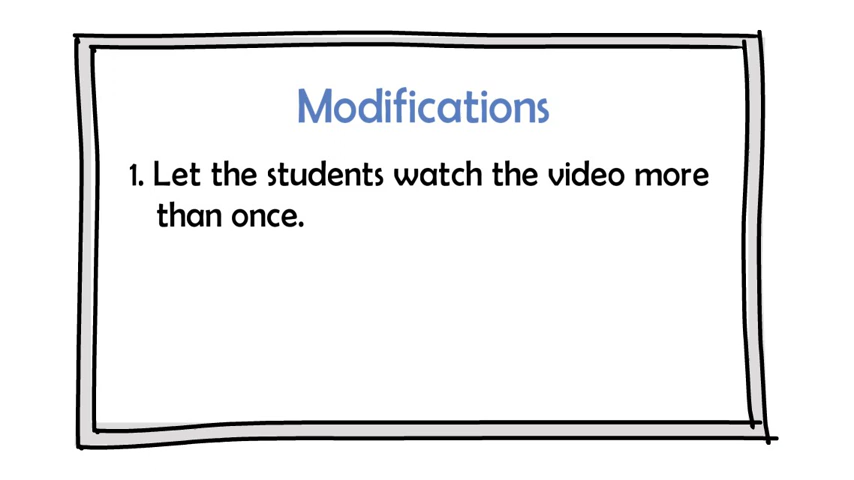 Modifications
1. Let the students watch the video more
than once.